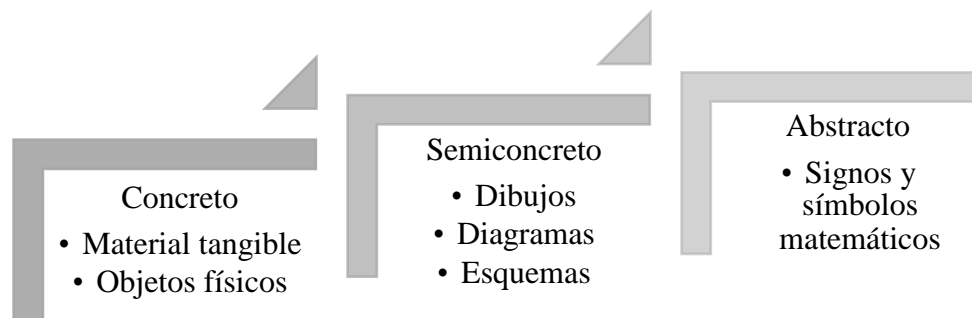 Concreto
• Material tangible
• Objetos físicos
Semiconcreto
• Dibujos
• Diagramas
• Esquemas
Abstracto
• Signos y
símbolos
matemáticos